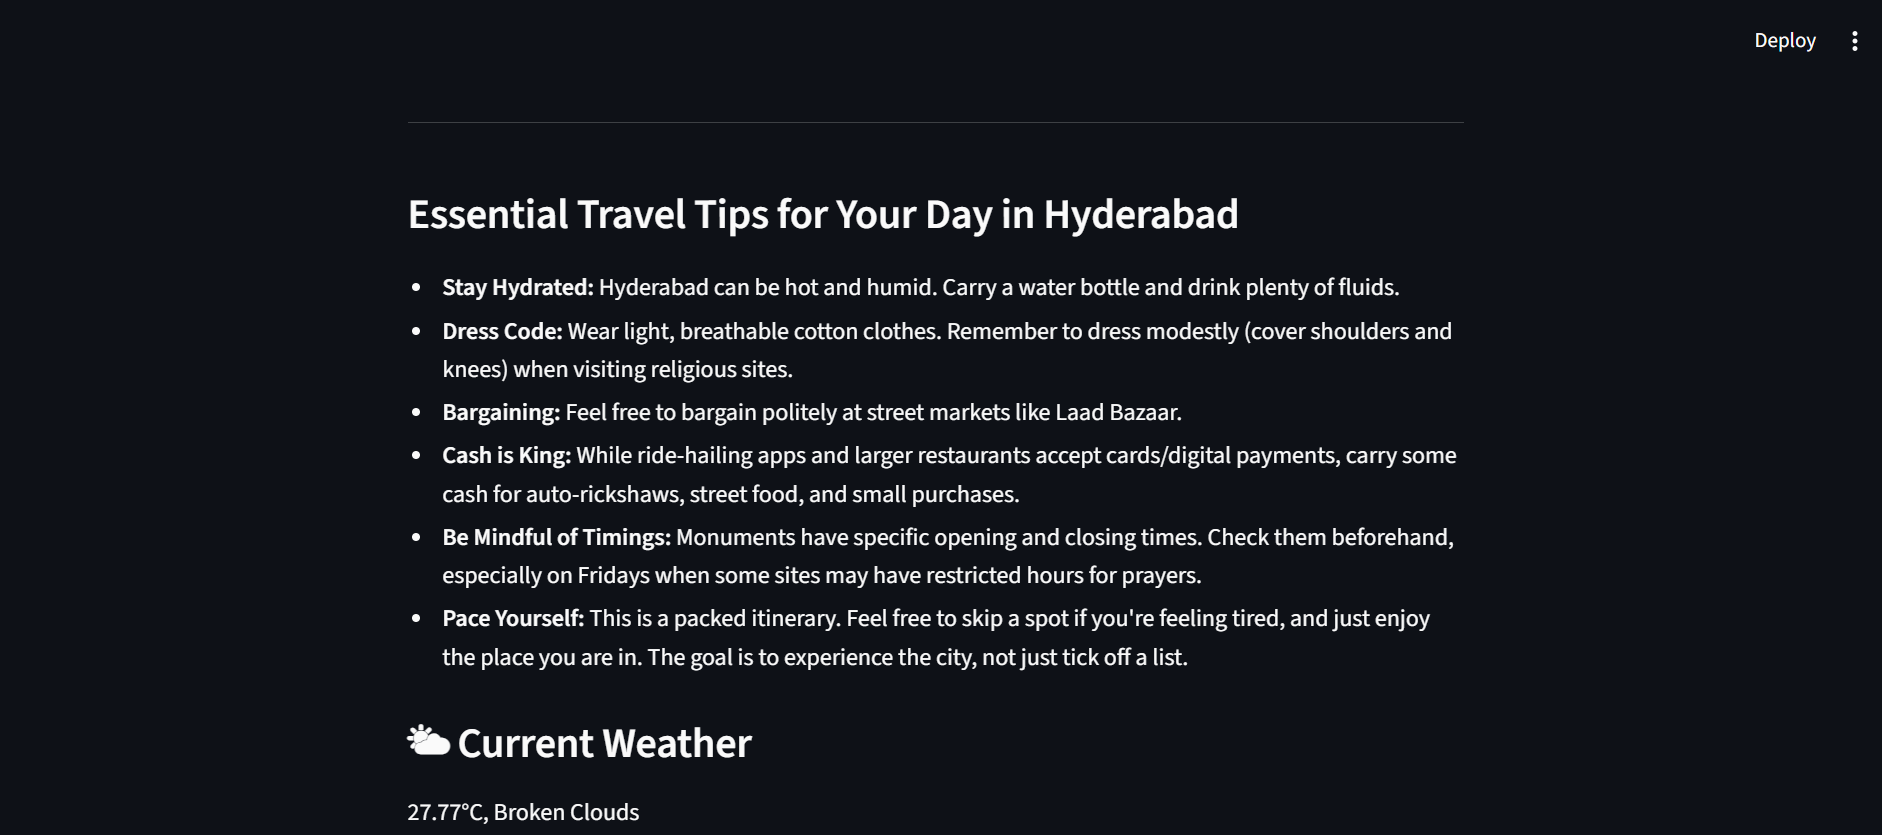 Deploy
Essential Travel Tips for Your Day in Hyderabad
Stay Hydrated: Hyderabad can be hot and humid. Carry a water bottle and drink plenty of fluids.
Dress Code: Wear light, breathable cotton clothes. Remember to dress modestly (cover shoulders and
knees) when visiting religious sites.
Bargaining: Feel free to bargain politely at street markets like Laad Bazaar.
Cash is King: While ride-hailing apps and larger restaurants accept cards/digital payments, carry some
cash for auto-rickshaws, street food, and small purchases.
Be Mindful of Timings: Monuments have specific opening and closing times. Check them beforehand,
especially on Fridays when some sites may have restricted hours for prayers.
Pace Yourself: This is a packed itinerary. Feel free to skip a spot if you're feeling tired, and just enjoy
the place you are in. The goal is to experience the city, not just tick off a list.
Current Weather
27.77°C, Broken Clouds